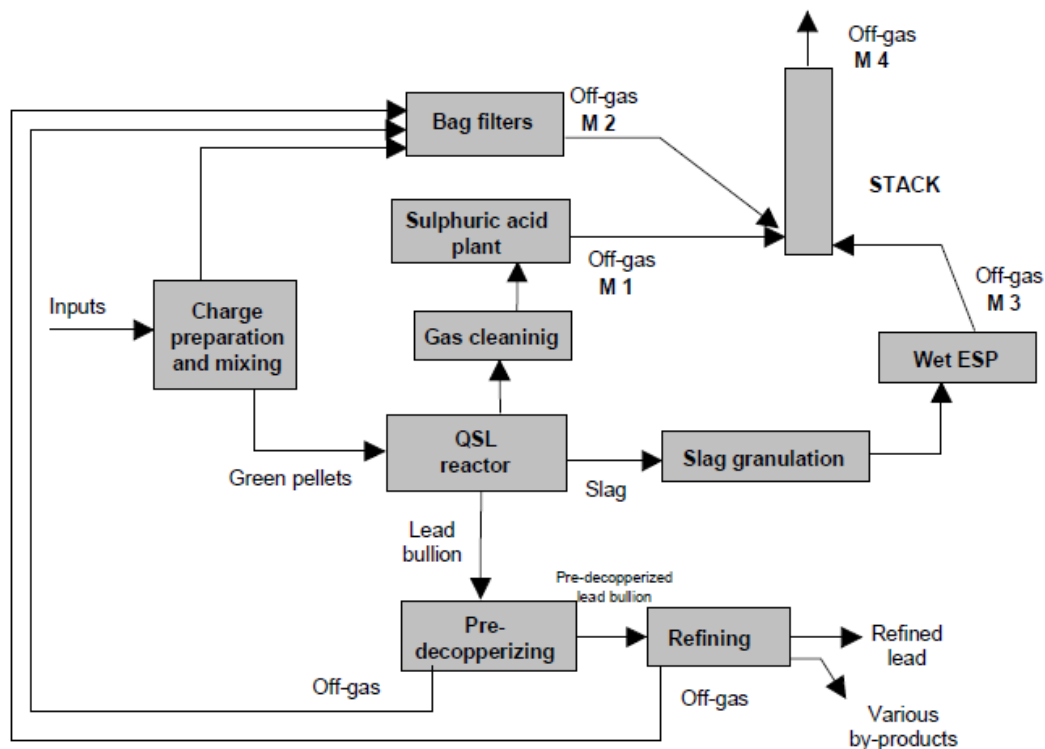 Off-gas
M 4
Off-gas
M 2
Bag filters
STACK
Sulphuric acid
plant
Off-gas
M 1
Off-gas
M 3
Inputs
Charge
preparation
and mixing
Gas cleaninig
Wet ESP
QSL
reactor
Slag granulation
Green pellets
Slag
Lead
bullion
Pre-decopperized
lead bullion
Pre-
decopperizing
Refining
Refined
lead
Off-gas
Off-gas
Various
by-products